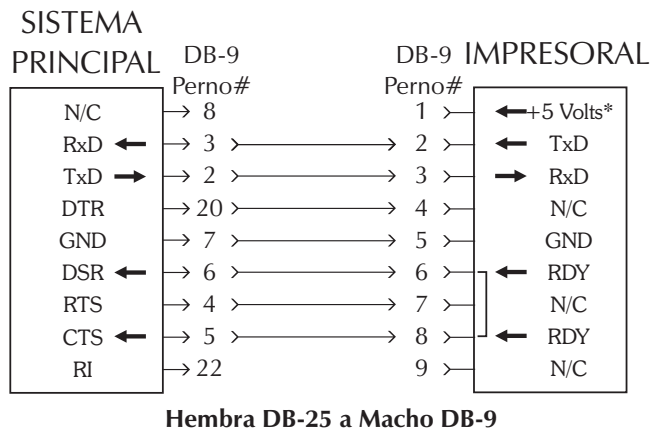 SISTEMA PRINCIPAL
DB-9 Perno#
DB-9 Perno#
IMPRESORAL
N/C 8 1 +5 Volts*
RxD 3 2 TxD
TxD 2 3 RxD
DTR 20 4 N/C
GND 7 5 GND
DSR 6 6 RDY
RTS 4 7 N/C
CTS 5 8 RDY
RI 22 9 N/C
Hembra DB-25 a Macho DB-9